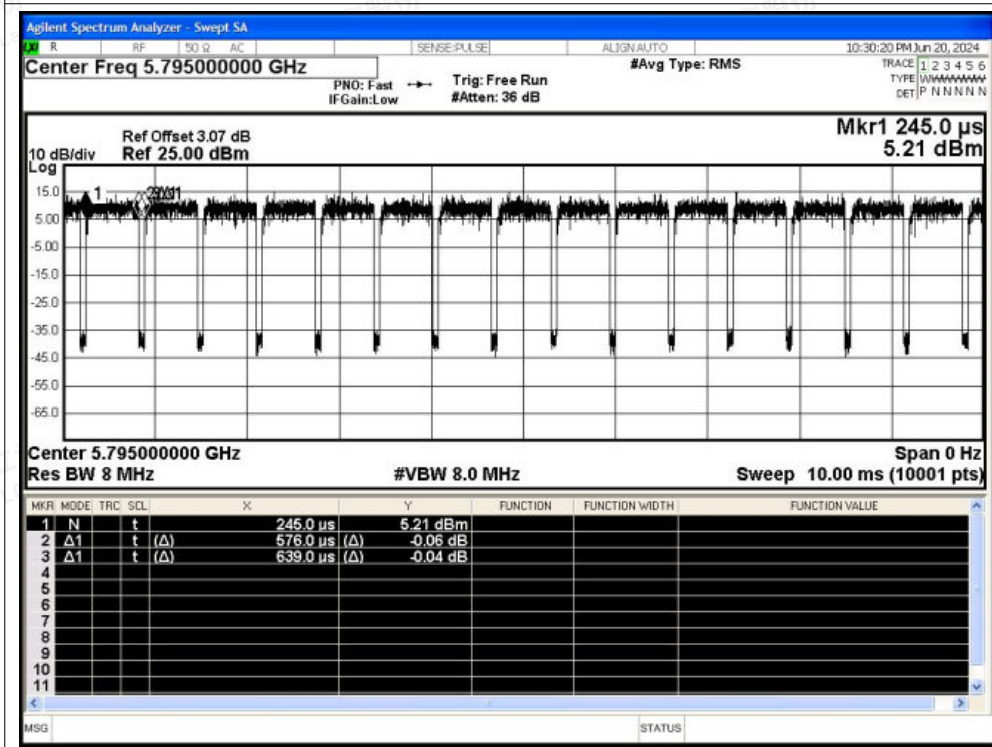 Agilent Spectrum Analyzer - Swept SA
LXI R RF 50 Ω AC SENSE:PULSE ALIGN AUTO 10:30:20 PM Jun 20, 2024
Center Freq 5.795000000 GHz #Avg Type: RMS TRACE 1 2 3 4 5 6
PNO: Fast Trig: Free Run TYPE WWWWWW
IFGain:Low #Atten: 36 dB DET P N N N N N
Mkr1 245.0 µs
Ref Offset 3.07 dB
10 dB/div Ref 25.00 dBm 5.21 dBm
Log
15.0
1
5.00
-5.00
-15.0
-25.0
-35.0
-45.0
-55.0
-65.0
Center 5.795000000 GHz Span 0 Hz
Res BW 8 MHz #VBW 8.0 MHz Sweep 10.00 ms (10001 pts)
MKR MODE TRC SCL X Y FUNCTION FUNCTION WIDTH FUNCTION VALUE
1 N t 245.0 µs 5.21 dBm
2 Δ1 t (Δ) 576.0 µs (Δ) -0.06 dB
3 Δ1 t (Δ) 639.0 µs (Δ) -0.04 dB
4
5
6
7
8
9
10
11
MSG STATUS